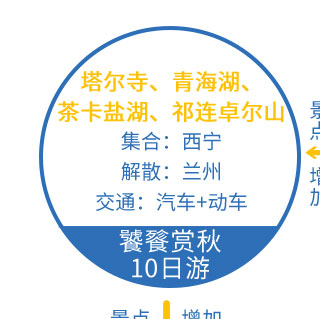 塔尔寺、青海湖、
茶卡盐湖、祁连卓尔山
集合：西宁
解散：兰州
交通：汽车+动车
饕餮赏秋
10日游
景点
增加
景点
增加